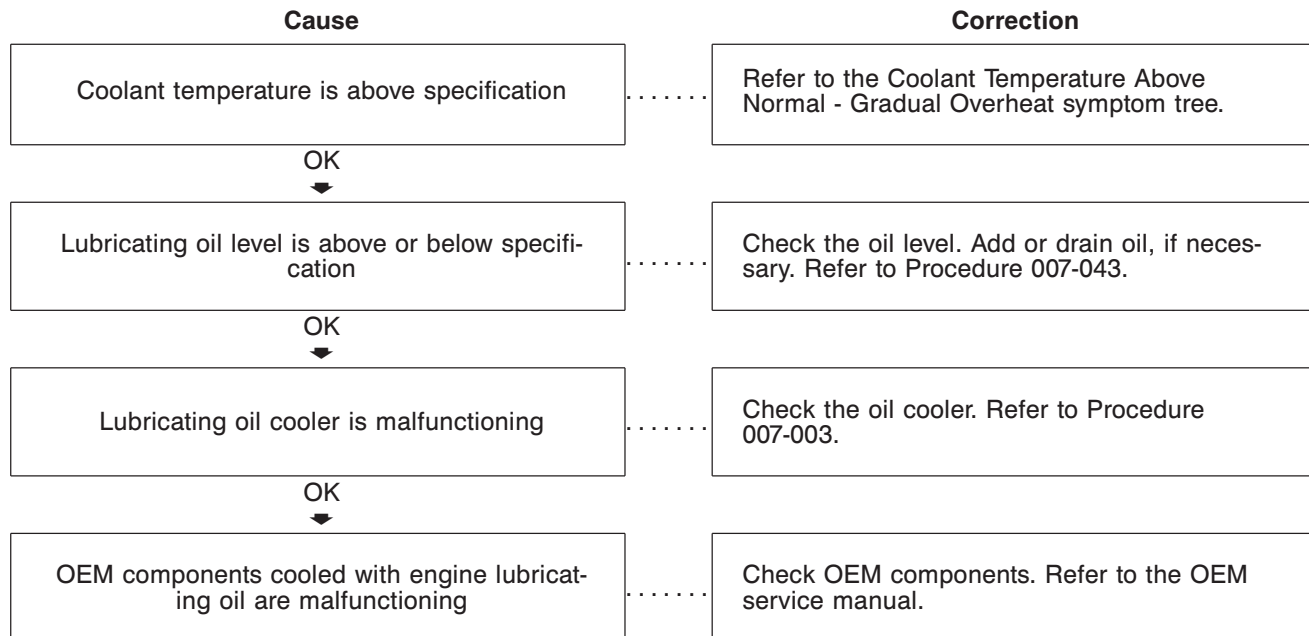 Cause
Correction
Coolant temperature is above specification
. . . . . . .
Refer to the Coolant Temperature Above
Normal - Gradual Overheat symptom tree.
OK
Lubricating oil level is above or below specifi-
cation
. . . . . . .
Check the oil level. Add or drain oil, if neces-
sary. Refer to Procedure 007-043.
OK
Lubricating oil cooler is malfunctioning
. . . . . . .
Check the oil cooler. Refer to Procedure
007-003.
OK
OEM components cooled with engine lubricat-
ing oil are malfunctioning
. . . . . . .
Check OEM components. Refer to the OEM
service manual.